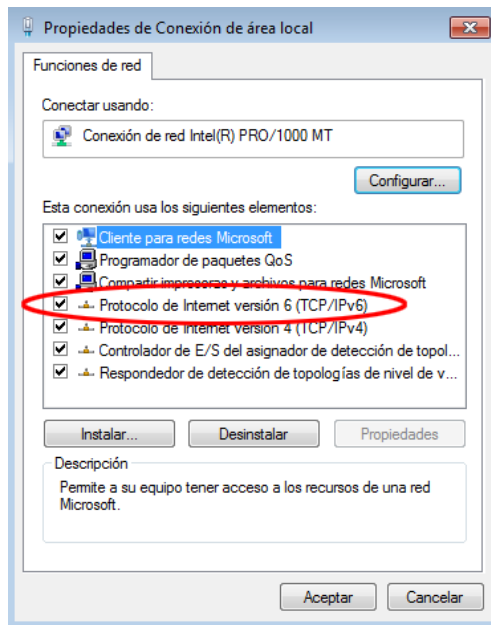 Propiedades de Conexión de área local
Funciones de red
Conectar usando:
Conexión de red Intel(R) PRO/1000 MT
Configurar...
Esta conexión usa los siguientes elementos:
Cliente para redes Microsoft
Programador de paquetes QoS
Compartir impresoras y archivos para redes Microsoft
Protocolo de Internet versión 6 (TCP/IPv6)
Protocolo de Internet versión 4 (TCP/IPv4)
Controlador de E/S del asignador de detección de topol...
Respondedor de detección de topologías de nivel de v...
Instalar... Desinstalar Propiedades
Descripción
Permite a su equipo tener acceso a los recursos de una red
Microsoft.
Aceptar Cancelar